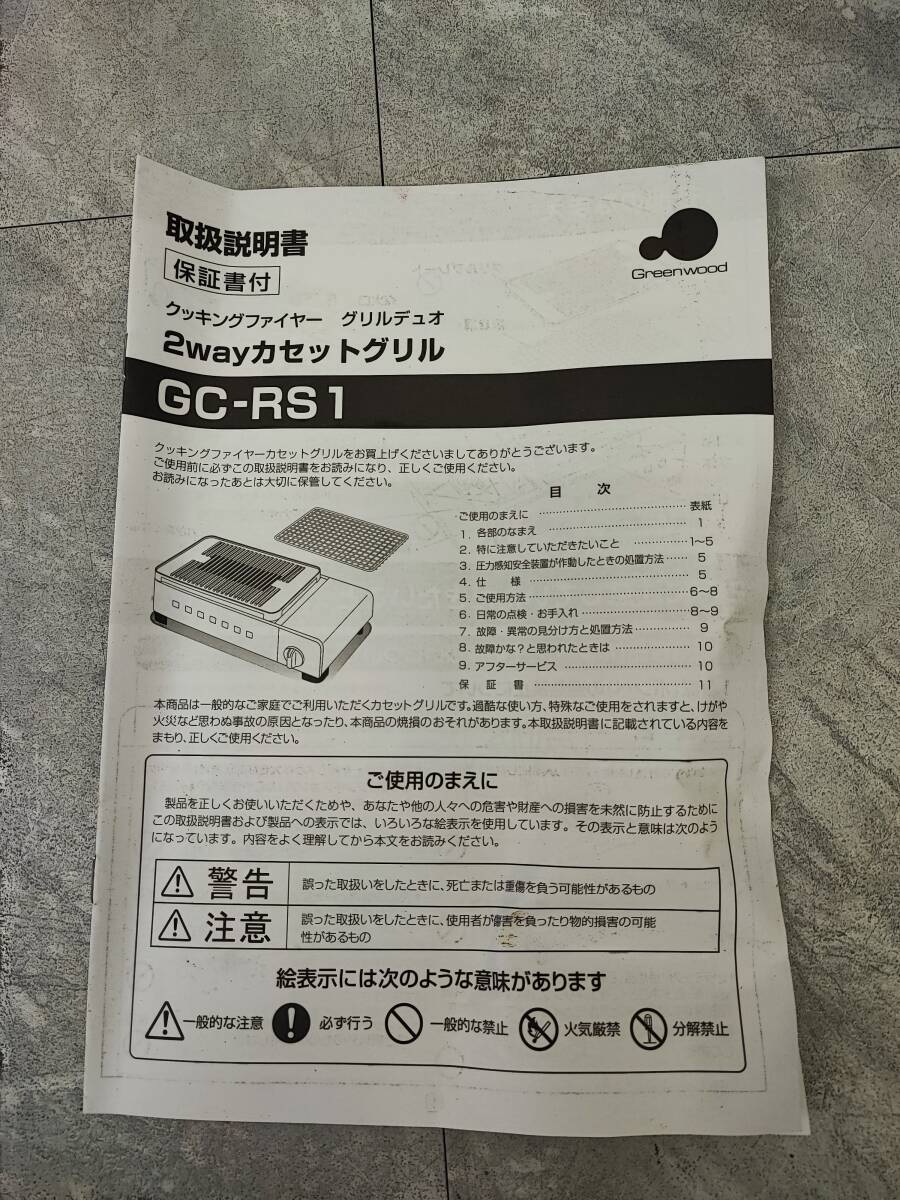 取扱説明書
保証書付
Greenwood
クッキングファイヤー グリルデュオ
2wayカセットグリル
GC-RS1
クッキングファイヤーカセットグリルをお買上げくださいましてありがとうございます。
ご使用前に必ずこの取扱説明書をお読みになり、正しくご使用ください。
お読みになったあとは大切に保管してください。
目 次
ご使用のまえに …… 表紙
1. 各部のなまえ …… 1
2. 特に注意していただきたいこと …… 1～5
3. 圧力感知安全装置が作動したときの処置方法 …… 5
4. 仕 様 …… 5
5. ご使用方法 …… 6～8
6. 日常の点検・お手入れ …… 8～9
7. 故障・異常の見分け方と処置方法 …… 9
8. 故障かな?と思われたときは …… 10
9. アフターサービス …… 10
保 証 書 …… 11
本商品は一般的なご家庭でご利用いただくカセットグリルです。過酷な使い方、特殊なご使用をされますと、けがや
火災など思わぬ事故の原因となったり、本商品の焼損のおそれがあります。本取扱説明書に記載されている内容を
まもり、正しくご使用ください。
ご使用のまえに
製品を正しくお使いいただくためや、あなたや他の人々への危害や財産への損害を未然に防止するために
この取扱説明書および製品への表示では、いろいろな絵表示を使用しています。その表示と意味は次のよう
になっています。内容をよく理解してから本文をお読みください。
警告 誤った取扱いをしたときに、死亡または重傷を負う可能性があるもの
注意 誤った取扱いをしたときに、使用者が傷害を負ったり物的損害の可能
性があるもの
絵表示には次のような意味があります
一般的な注意 必ず行う 一般的な禁止 火気厳禁 分解禁止